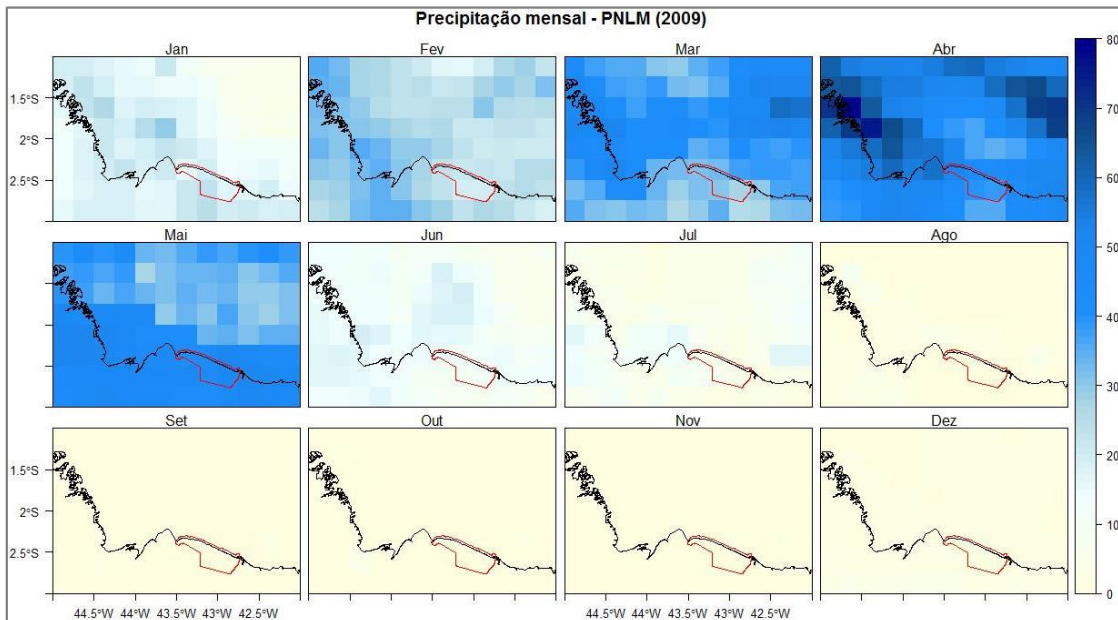 Precipitação mensal - PNLM (2009)
Jan Fev Mar Abr
80
70
60
50
40
30
20
10
0
1.5°S
2°S
2.5°S
Mai Jun Jul Ago
Set Out Nov Dez
1.5°S
2°S
2.5°S
44.5°W 44°W 43.5°W 43°W 42.5°W 44.5°W 44°W 43.5°W 43°W 42.5°W